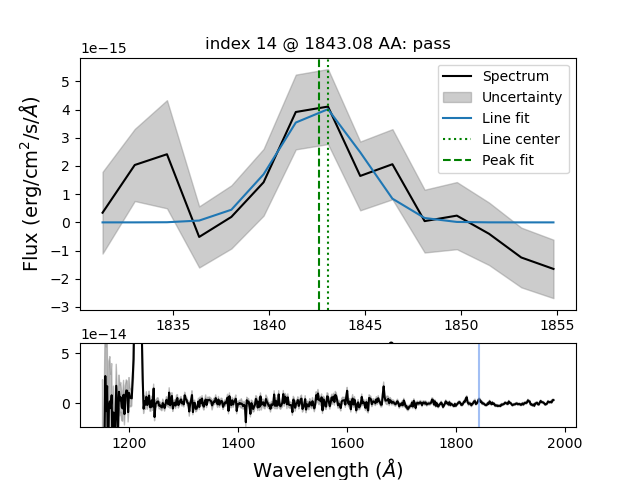 index 14 @ 1843.08 AA: pass
1e−15
Flux (erg/cm²/s/Å)
5
4
3
2
1
0
−1
−2
−3
Spectrum
Uncertainty
Line fit
Line center
Peak fit
1835 1840 1845 1850 1855
1e−14
5
0
1200 1400 1600 1800 2000
Wavelength (Å)